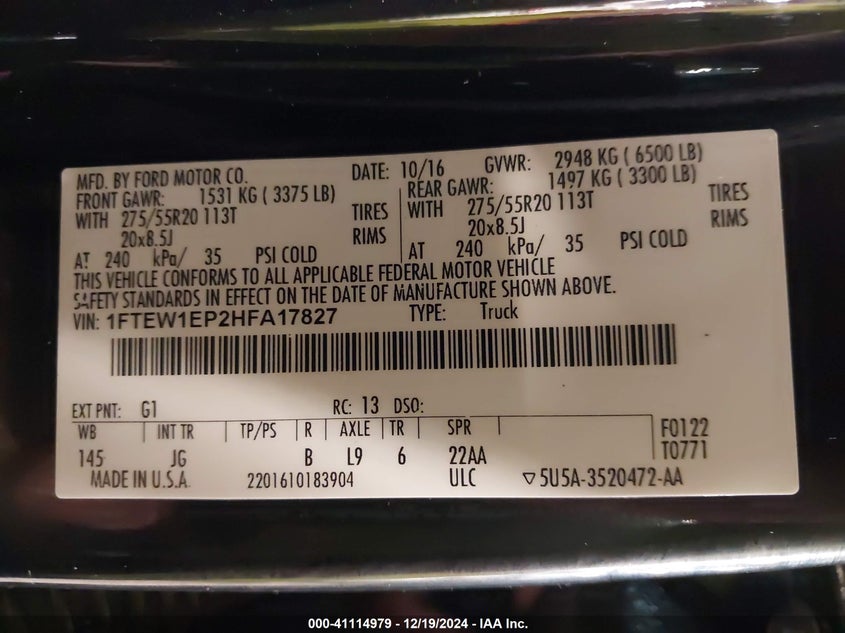 MFD. BY FORD MOTOR CO. DATE: 10/16 GVWR: 2948 KG ( 6500 LB)
FRONT GAWR: 1531 KG ( 3375 LB) REAR GAWR: 1497 KG ( 3300 LB)
WITH 275/55R20 113T TIRES WITH 275/55R20 113T TIRES
20x8.5J RIMS 20x8.5J RIMS
AT 240 kPa/ 35 PSI COLD AT 240 kPa/ 35 PSI COLD
THIS VEHICLE CONFORMS TO ALL APPLICABLE FEDERAL MOTOR VEHICLE
SAFETY STANDARDS IN EFFECT ON THE DATE OF MANUFACTURE SHOWN ABOVE.
VIN: 1FTEW1EP2HFA17827 TYPE: Truck
EXT PNT: G1 RC: 13 DSO:
WB INT TR TP/PS R AXLE TR SPR F0122
145 JG B L9 6 22AA T0771
MADE IN U.S.A. 2201610183904 ULC ▽5U5A-3520472-AA
000-41114979 - 12/19/2024 - IAA Inc.